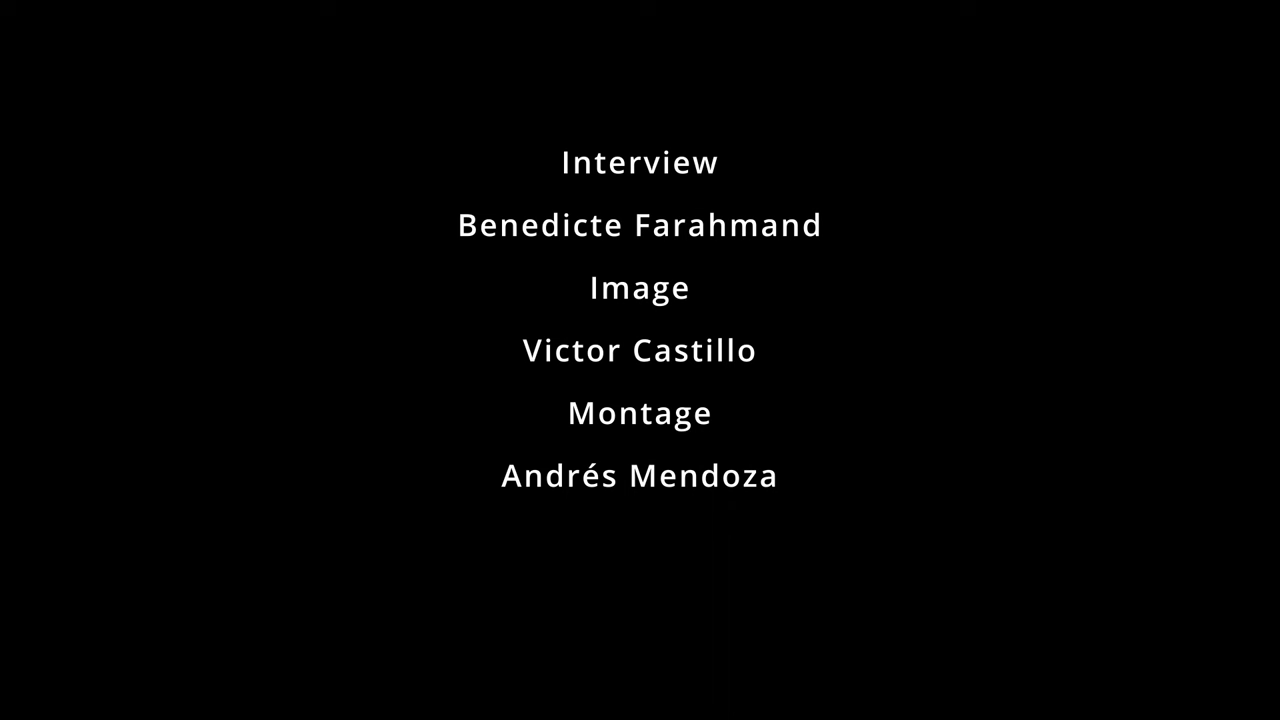 Interview
Benedicte Farahmand
Image
Victor Castillo
Montage
Andrés Mendoza